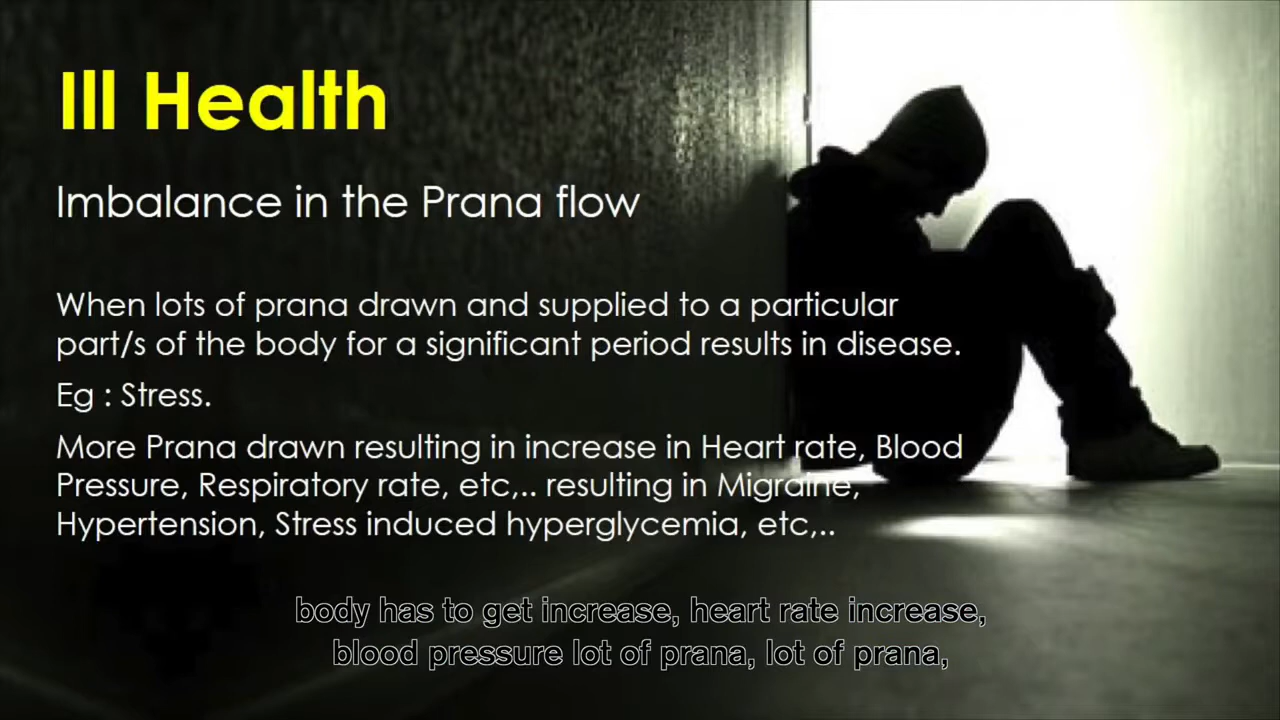 Ill Health
Imbalance in the Prana flow
When lots of prana drawn and supplied to a particular
part/s of the body for a significant period results in disease.
Eg : Stress.
More Prana drawn resulting in increase in Heart rate, Blood
Pressure, Respiratory rate, etc,.. resulting in Migraine,
Hypertension, Stress induced hyperglycemia, etc,..
body has to get increase, heart rate increase,
blood pressure lot of prana, lot of prana,